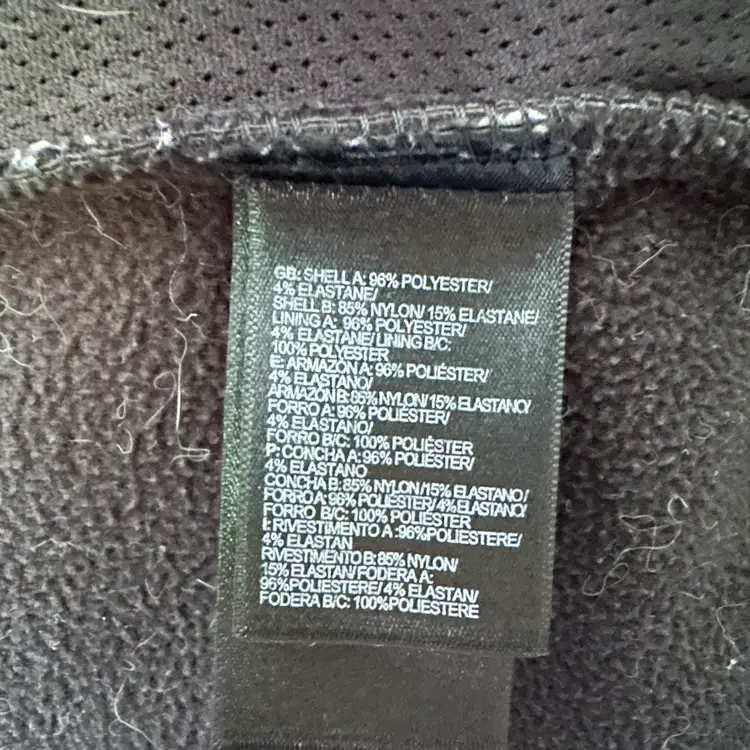 GB: SHELL A: 96% POLYESTER/
4% ELASTANE/
SHELL B: 85% NYLON/ 15% ELASTANE/
LINING A: 96% POLYESTER/
4% ELASTANE/ LINING B/C:
100% POLYESTER
E: ARMAZON A: 96% POLIÉSTER/
4% ELASTANO/
ARMAZON B: 85% NYLON/ 15% ELASTANO/
FORRO A: 96% POLIÉSTER/
4% ELASTANO/
FORRO B/C: 100% POLIÉSTER
P: CONCHA A: 96% POLIÉSTER/
4% ELASTANO
CONCHA B: 85% NYLON/15% ELASTANO/
FORRO A: 96% POLIÉSTER/ 4% ELASTANO/
FORRO B/C: 100% POLIÉSTER
I: RIVESTIMENTO A :96%POLIESTERE/
4% ELASTAN
RIVESTIMENTO B: 85% NYLON/
15% ELASTAN/ FODERA A:
96%POLIESTERE/ 4% ELASTAN/
FODERA B/C: 100%POLIESTERE